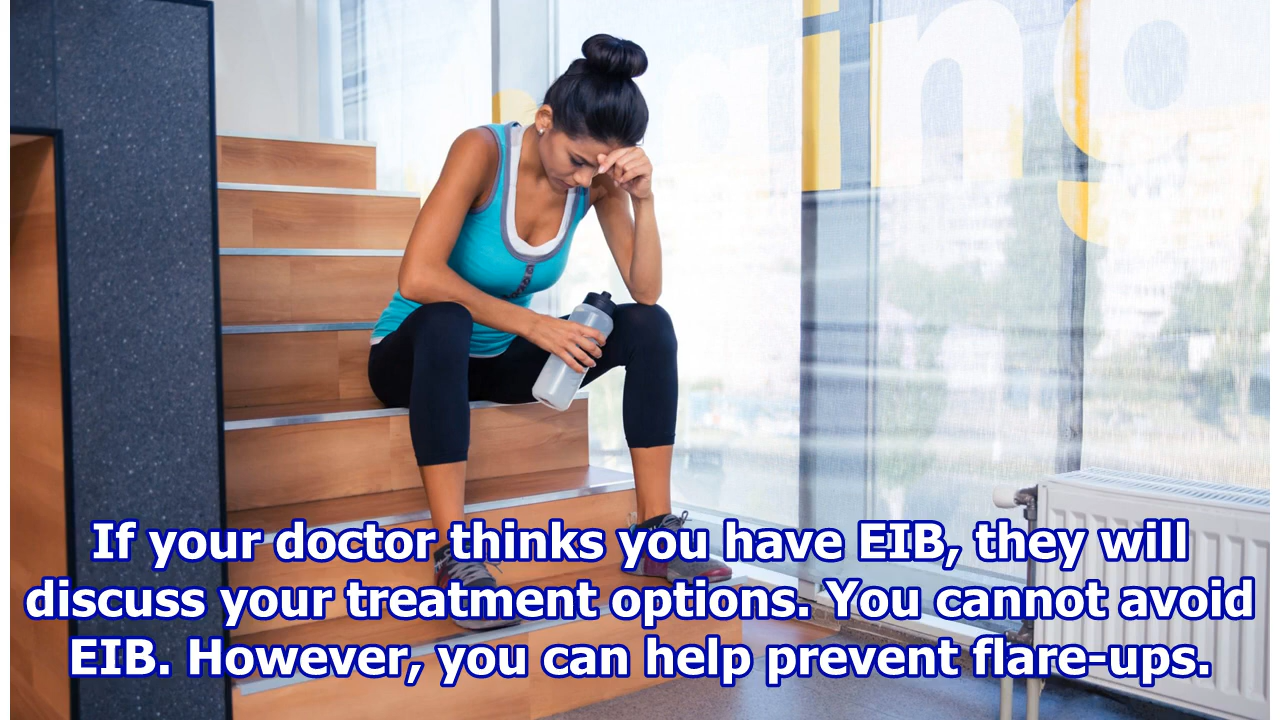 ing
If your doctor thinks you have EIB, they will
discuss your treatment options. You cannot avoid
EIB. However, you can help prevent flare-ups.